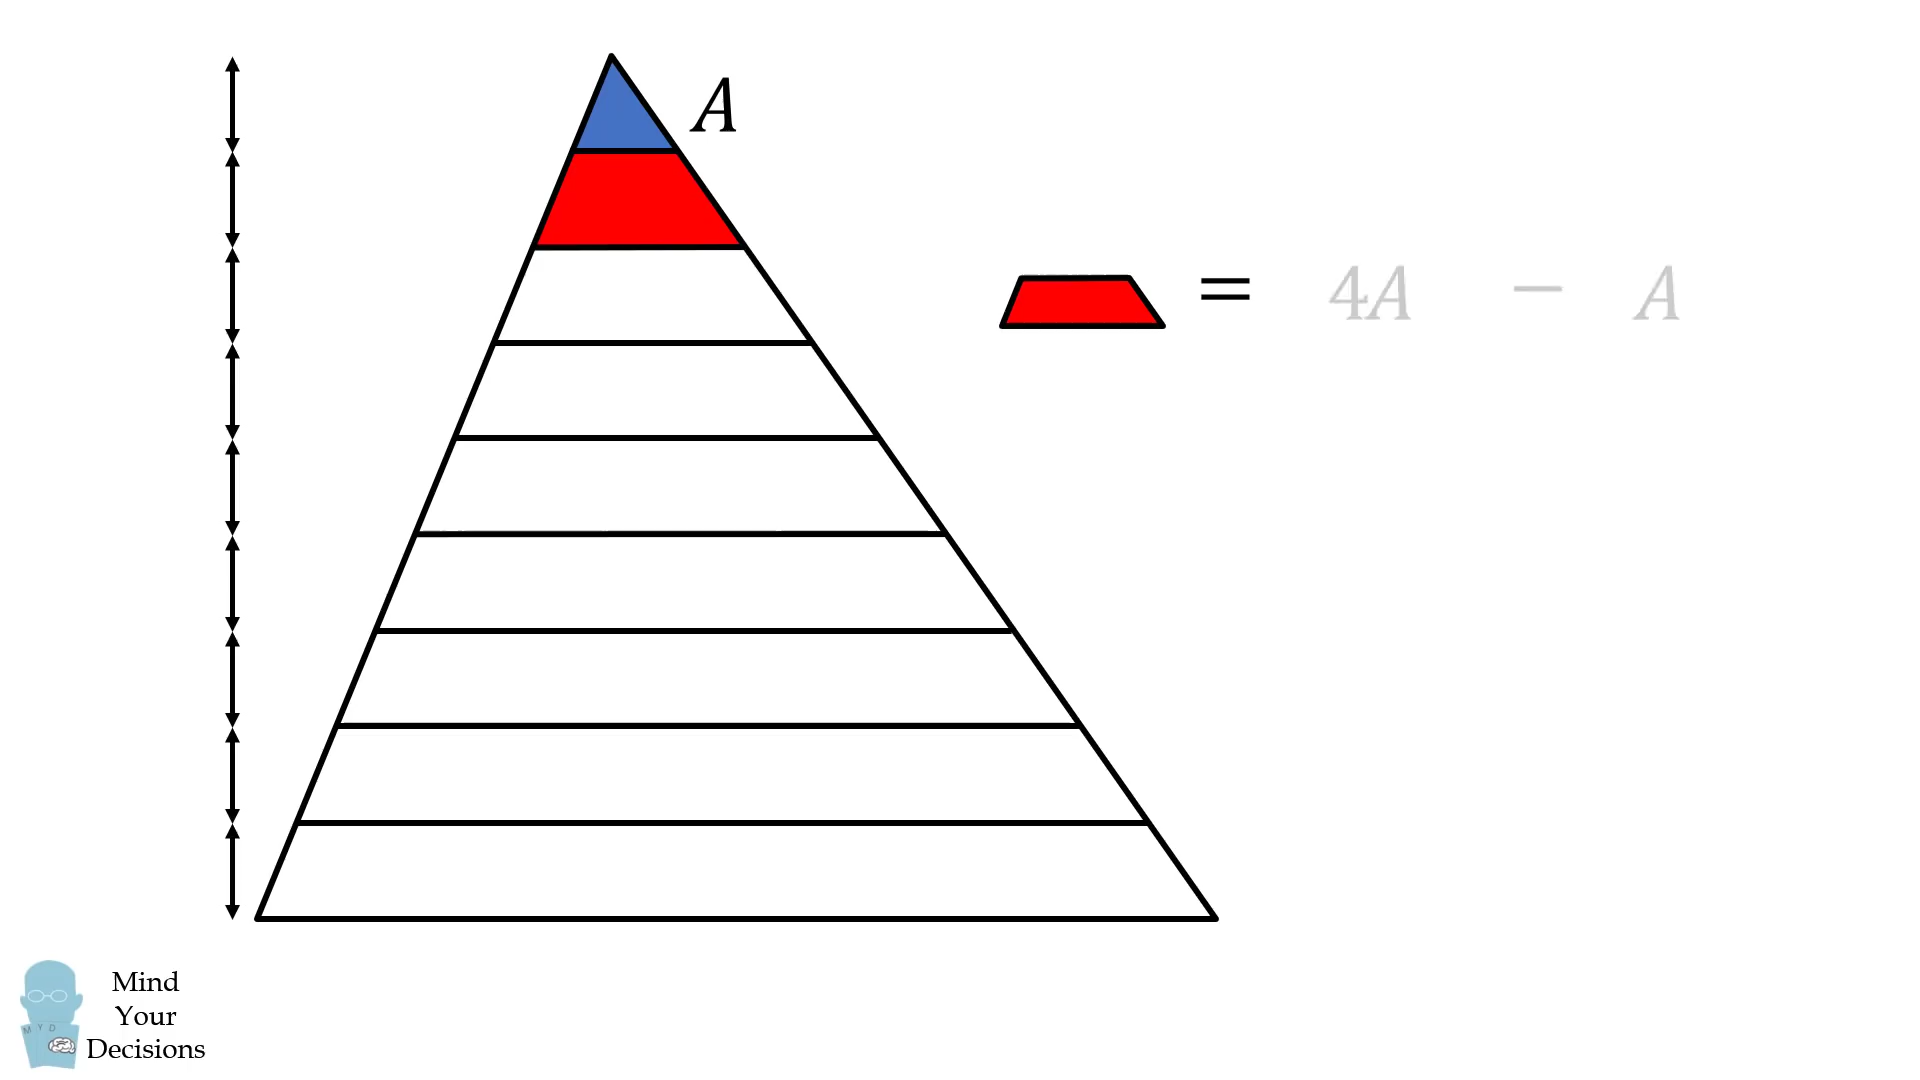 A
= 4A − A
M Y D
Mind
Your
Decisions